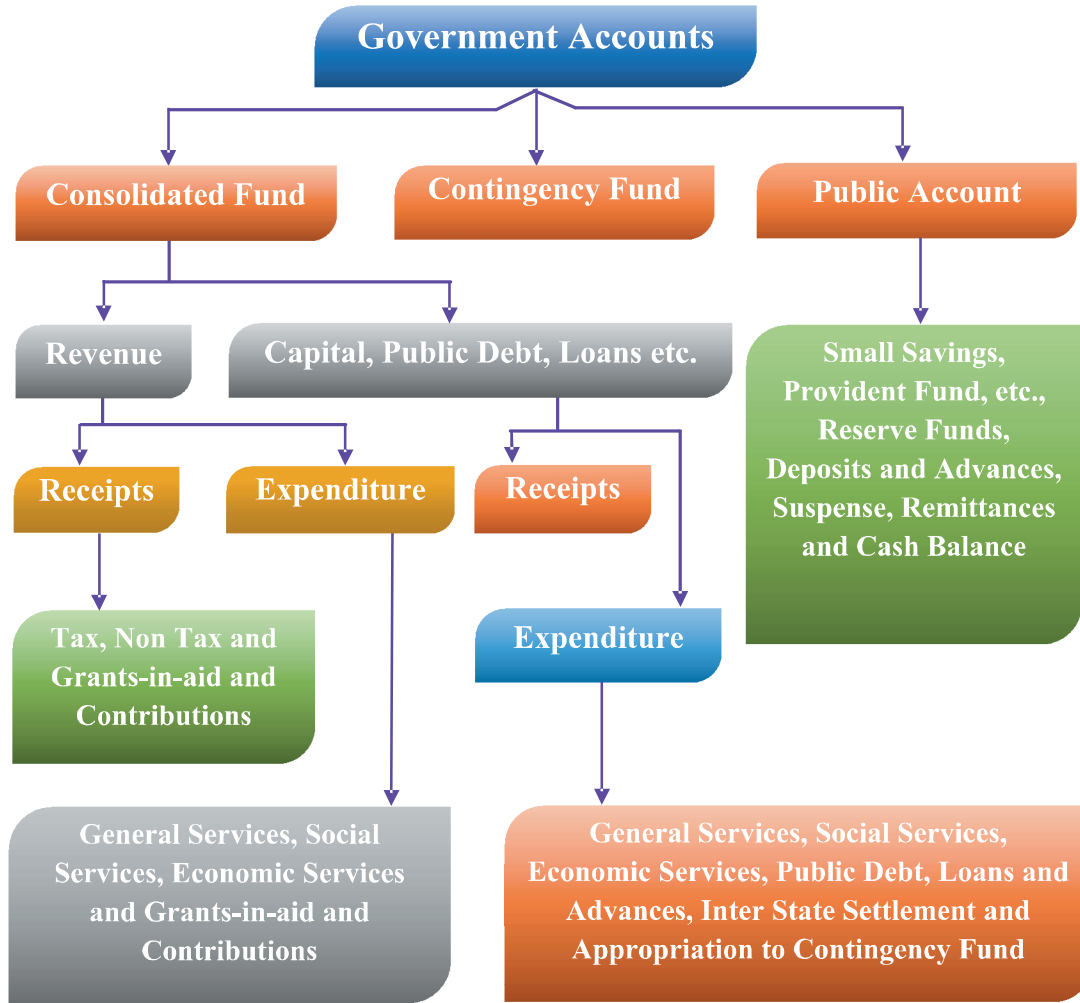 Government Accounts
Consolidated Fund
Contingency Fund
Public Account
Revenue
Capital, Public Debt, Loans etc.
Small Savings,
Provident Fund, etc.,
Reserve Funds,
Deposits and Advances,
Suspense, Remittances
and Cash Balance
Receipts
Expenditure
Receipts
Expenditure
Tax, Non Tax and
Grants-in-aid and
Contributions
General Services, Social
Services, Economic Services
and Grants-in-aid and
Contributions
General Services, Social Services,
Economic Services, Public Debt, Loans and
Advances, Inter State Settlement and
Appropriation to Contingency Fund